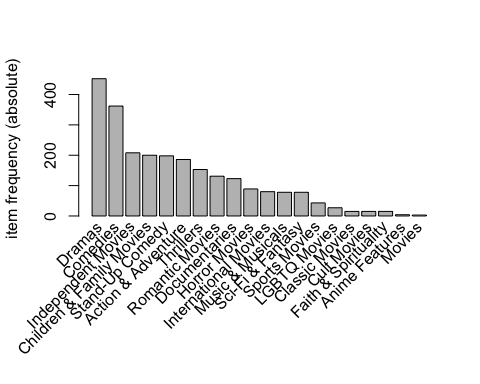 item frequency (absolute)
400
200
0
Dramas
Comedies
Independent Movies
Children & Family Movies
Stand-Up Comedy
Action & Adventure
Thrillers
Romantic Movies
Documentaries
Horror Movies
International Movies
Music & Musicals
Sci-Fi & Fantasy
Sports Movies
LGBTQ Movies
Classic Movies
Cult Movies
Faith & Spirituality
Anime Features
Movies